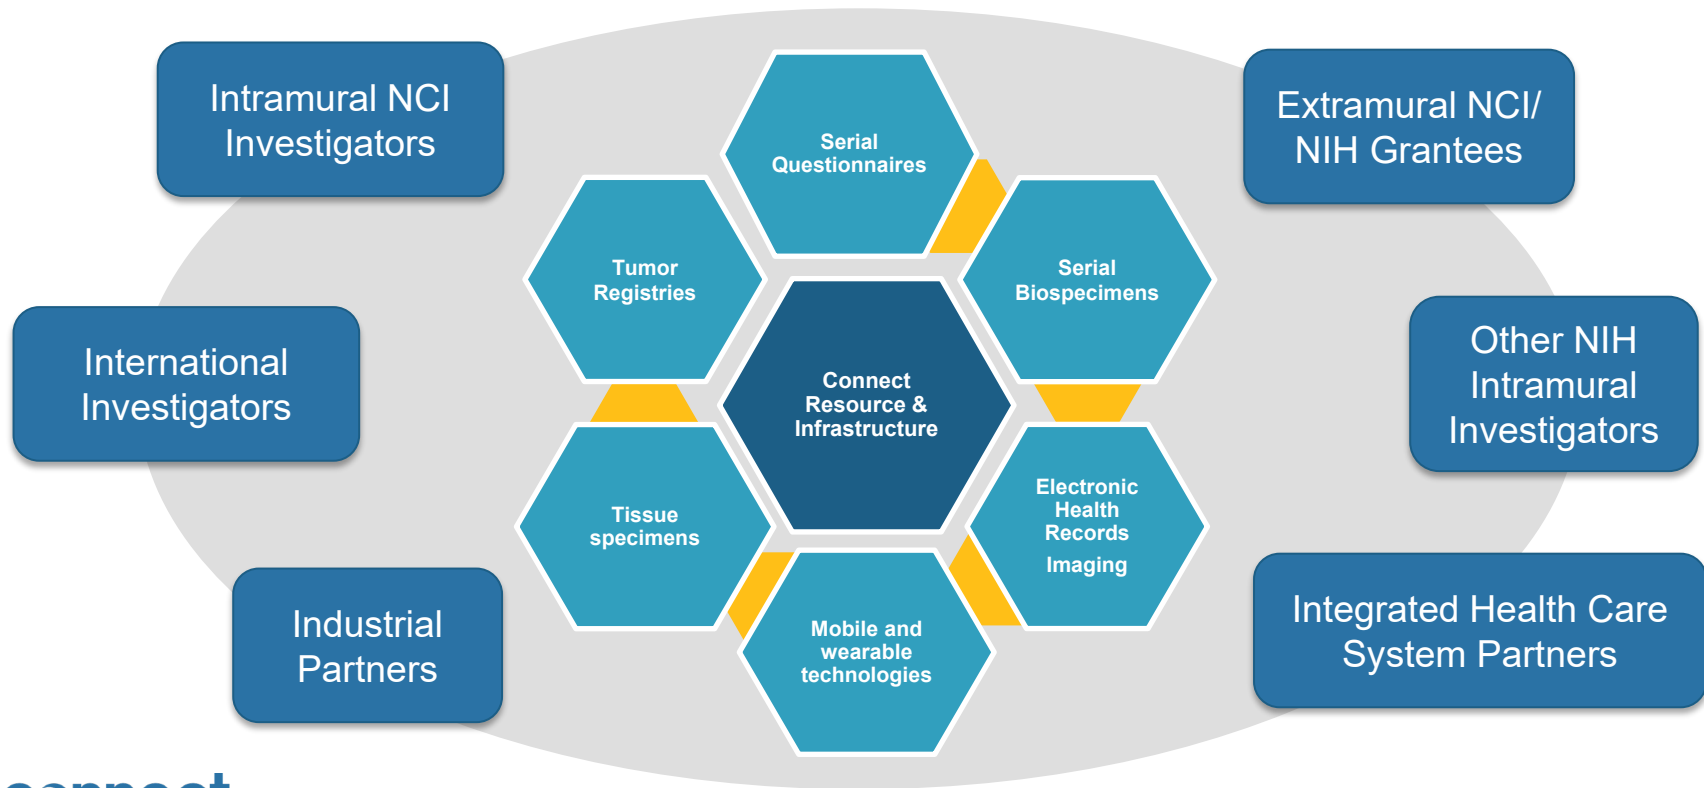 Intramural NCI
Investigators
Extramural NCI/
NIH Grantees
Serial
Questionnaires
Tumor
Registries
Serial
Biospecimens
International
Investigators
Connect
Resource &
Infrastructure
Other NIH
Intramural
Investigators
Tissue
specimens
Electronic
Health
Records
Imaging
Industrial
Partners
Mobile and
wearable
technologies
Integrated Health Care
System Partners
connect